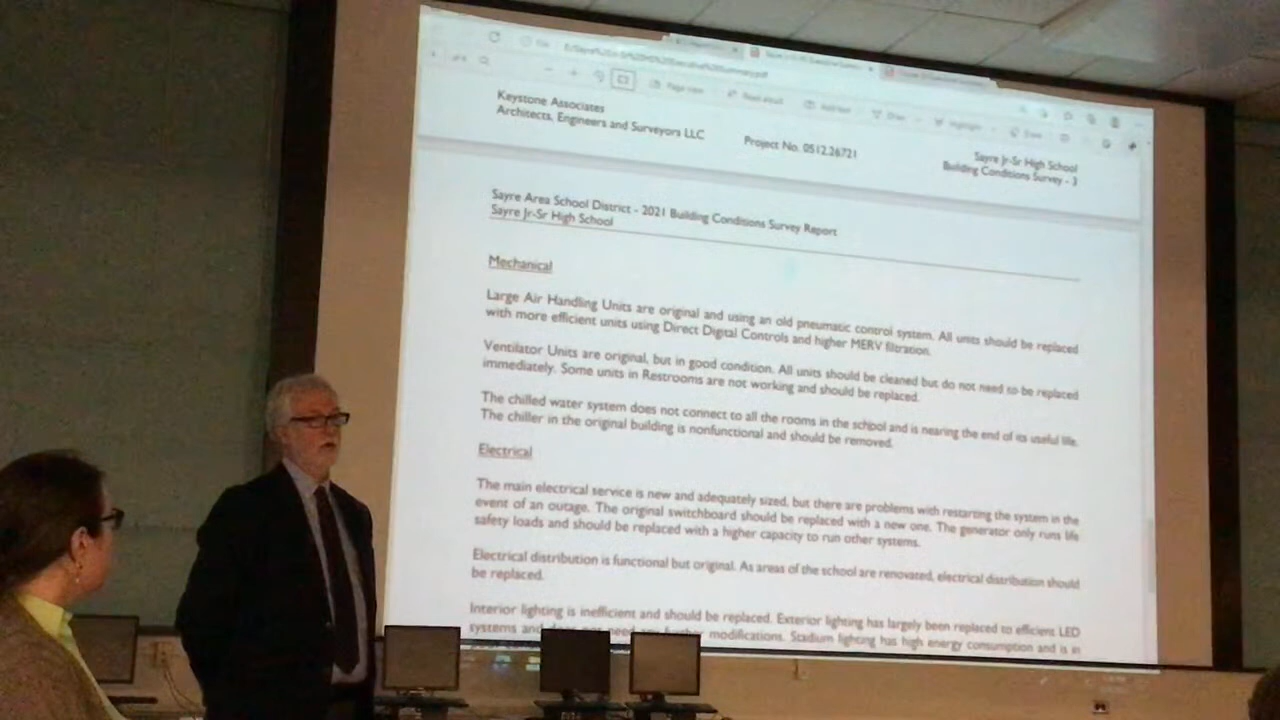 Keystone Associates
Architects, Engineers and Surveyors LLC
Project No. 0512.26721
Sayre Jr-Sr High School
Building Conditions Survey - 3
Sayre Area School District - 2021 Building Conditions Survey Report
Sayre Jr-Sr High School
Mechanical
Large Air Handling Units are original and using an old pneumatic control system. All units should be replaced
with more efficient units using Direct Digital Controls and higher MERV filtration.
Ventilator Units are original, but in good condition. All units should be cleaned but do not need to be replaced
immediately. Some units in Restrooms are not working and should be replaced.
The chilled water system does not connect to all the rooms in the school and is nearing the end of its useful life.
The chiller in the original building is nonfunctional and should be removed.
Electrical
The main electrical service is new and adequately sized, but there are problems with restarting the system in the
event of an outage. The original switchboard should be replaced with a new one. The generator only runs life
safety loads and should be replaced with a higher capacity to run other systems.
Electrical distribution is functional but original. As areas of the school are renovated, electrical distribution should
be replaced.
Interior lighting is inefficient and should be replaced. Exterior lighting has largely been replaced to efficient LED
systems and does not need any further modifications. Stadium lighting has high energy consumption and is in